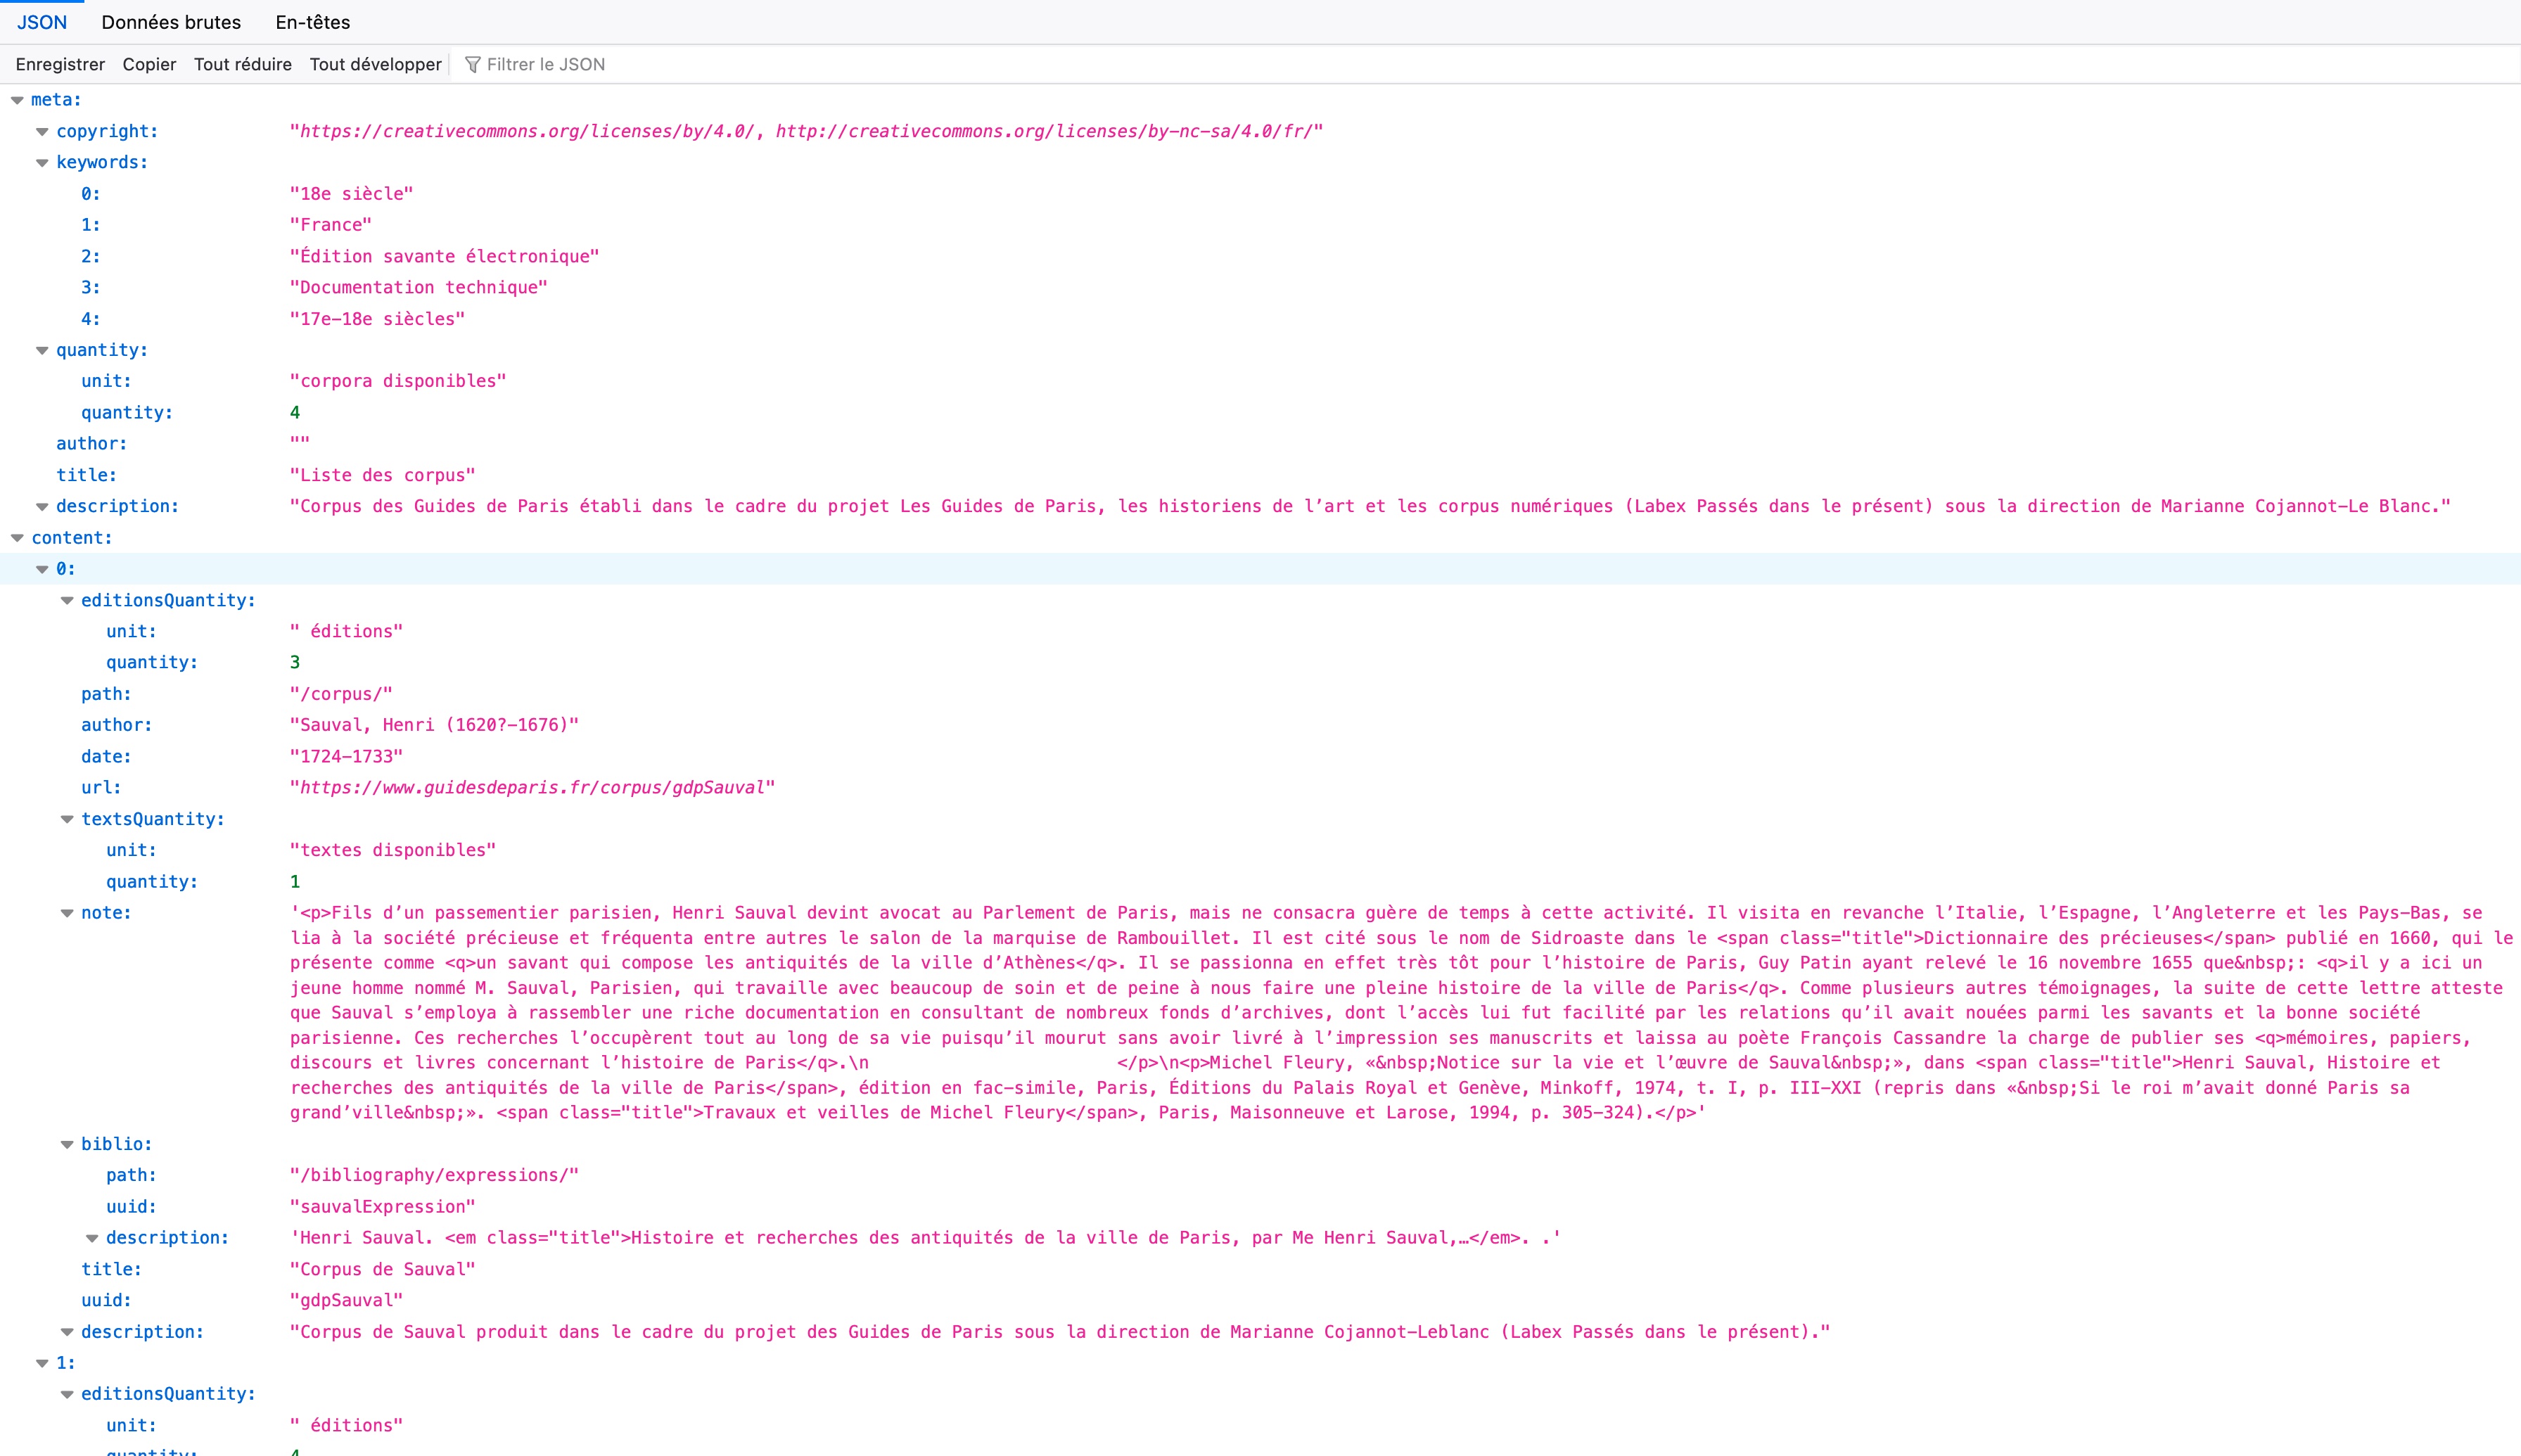 JSON Données brutes En-têtes
Enregistrer Copier Tout réduire Tout développer Filtrer le JSON
meta:
copyright: "https://creativecommons.org/licenses/by/4.0/, http://creativecommons.org/licenses/by-nc-sa/4.0/fr/"
keywords:
0: "18e siècle"
1: "France"
2: "Édition savante électronique"
3: "Documentation technique"
4: "17e-18e siècles"
quantity:
unit: "corpora disponibles"
quantity: 4
author: ""
title: "Liste des corpus"
description: "Corpus des Guides de Paris établi dans le cadre du projet Les Guides de Paris, les historiens de l’art et les corpus numériques (Labex Passés dans le présent) sous la direction de Marianne Cojannot-Le Blanc."
content:
0:
editionsQuantity:
unit: " éditions"
quantity: 3
path: "/corpus/"
author: "Sauval, Henri (1620?-1676)"
date: "1724-1733"
url: "https://www.guidesdeparis.fr/corpus/gdpSauval"
textsQuantity:
unit: "textes disponibles"
quantity: 1
note: '<p>Fils d’un passementier parisien, Henri Sauval devint avocat au Parlement de Paris, mais ne consacra guère de temps à cette activité. Il visita en revanche l’Italie, l’Espagne, l’Angleterre et les Pays-Bas, se
lia à la société précieuse et fréquenta entre autres le salon de la marquise de Rambouillet. Il est cité sous le nom de Sidroaste dans le <span class="title">Dictionnaire des précieuses</span> publié en 1660, qui le
présente comme <q>un savant qui compose les antiquités de la ville d’Athènes</q>. Il se passionna en effet très tôt pour l’histoire de Paris, Guy Patin ayant relevé le 16 novembre 1655 que&nbsp;: <q>il y a ici un
jeune homme nommé M. Sauval, Parisien, qui travaille avec beaucoup de soin et de peine à nous faire une pleine histoire de la ville de Paris</q>. Comme plusieurs autres témoignages, la suite de cette lettre atteste
que Sauval s’employa à rassembler une riche documentation en consultant de nombreux fonds d’archives, dont l’accès lui fut facilité par les relations qu’il avait nouées parmi les savants et la bonne société
parisienne. Ces recherches l’occupèrent tout au long de sa vie puisqu’il mourut sans avoir livré à l’impression ses manuscrits et laissa au poète François Cassandre la charge de publier ses <q>mémoires, papiers,
discours et livres concernant l’histoire de Paris</q>.\n </p>\n<p>Michel Fleury, «&nbsp;Notice sur la vie et l’œuvre de Sauval&nbsp;», dans <span class="title">Henri Sauval, Histoire et
recherches des antiquités de la ville de Paris</span>, édition en fac-simile, Paris, Éditions du Palais Royal et Genève, Minkoff, 1974, t. I, p. III-XXI (repris dans «&nbsp;Si le roi m’avait donné Paris sa
grand’ville&nbsp;». <span class="title">Travaux et veilles de Michel Fleury</span>, Paris, Maisonneuve et Larose, 1994, p. 305-324).</p>'
biblio:
path: "/bibliography/expressions/"
uuid: "sauvalExpression"
description: 'Henri Sauval. <em class="title">Histoire et recherches des antiquités de la ville de Paris, par Me Henri Sauval,…</em>. .'
title: "Corpus de Sauval"
uuid: "gdpSauval"
description: "Corpus de Sauval produit dans le cadre du projet des Guides de Paris sous la direction de Marianne Cojannot-Leblanc (Labex Passés dans le présent)."
1:
editionsQuantity:
unit: " éditions"
quantity: 4